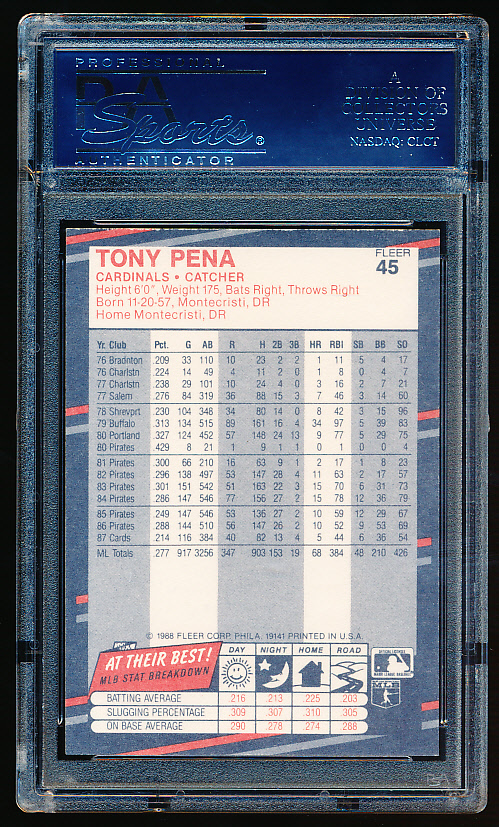 PROFESSIONAL
PSA
Sports®
AUTHENTICATOR
A
DIVISION OF
COLLECTORS
UNIVERSE
NASDAQ: CLCT
TONY PENA
CARDINALS • CATCHER
Height 6'0", Weight 175, Bats Right, Throws Right
Born 11-20-57, Montecristi, DR
Home Montecristi, DR
FLEER
45
Yr. Club Pct. G AB R H 2B 3B HR RBI SB BB SO
76 Bradnton .209 33 110 10 23 2 2 1 11 5 4 17
76 Charlstn .224 14 49 4 11 2 0 1 8 0 4 7
77 Charlstn .238 29 101 10 24 4 0 3 16 2 7 21
77 Salem .276 84 319 36 88 15 3 7 46 3 14 60
78 Shrevprt .230 104 348 34 80 14 0 8 42 3 15 96
79 Buffalo .313 134 515 89 161 16 4 34 97 5 39 83
80 Portland .327 124 452 57 148 24 13 9 77 5 29 75
80 Pirates .429 8 21 1 9 1 1 0 1 0 0 4
81 Pirates .300 66 210 16 63 9 1 2 17 1 8 23
82 Pirates .296 138 497 53 147 28 4 11 63 2 17 57
83 Pirates .301 151 542 51 163 22 3 15 70 6 31 73
84 Pirates .286 147 546 77 156 27 2 15 78 12 36 79
85 Pirates .249 147 546 53 136 27 2 10 59 12 29 67
86 Pirates .288 144 510 56 147 26 2 10 52 9 53 69
87 Cards .214 116 384 40 82 13 4 5 44 6 36 54
ML Totals .277 917 3256 347 903 153 19 68 384 48 210 426
© 1988 FLEER CORP. PHILA. 19141 PRINTED IN U.S.A.
AT THEIR BEST!
MLB STAT BREAKDOWN
DAY NIGHT HOME ROAD
BATTING AVERAGE .216 .213 .225 .203
SLUGGING PERCENTAGE .309 .307 .310 .305
ON BASE AVERAGE .290 .278 .274 .288